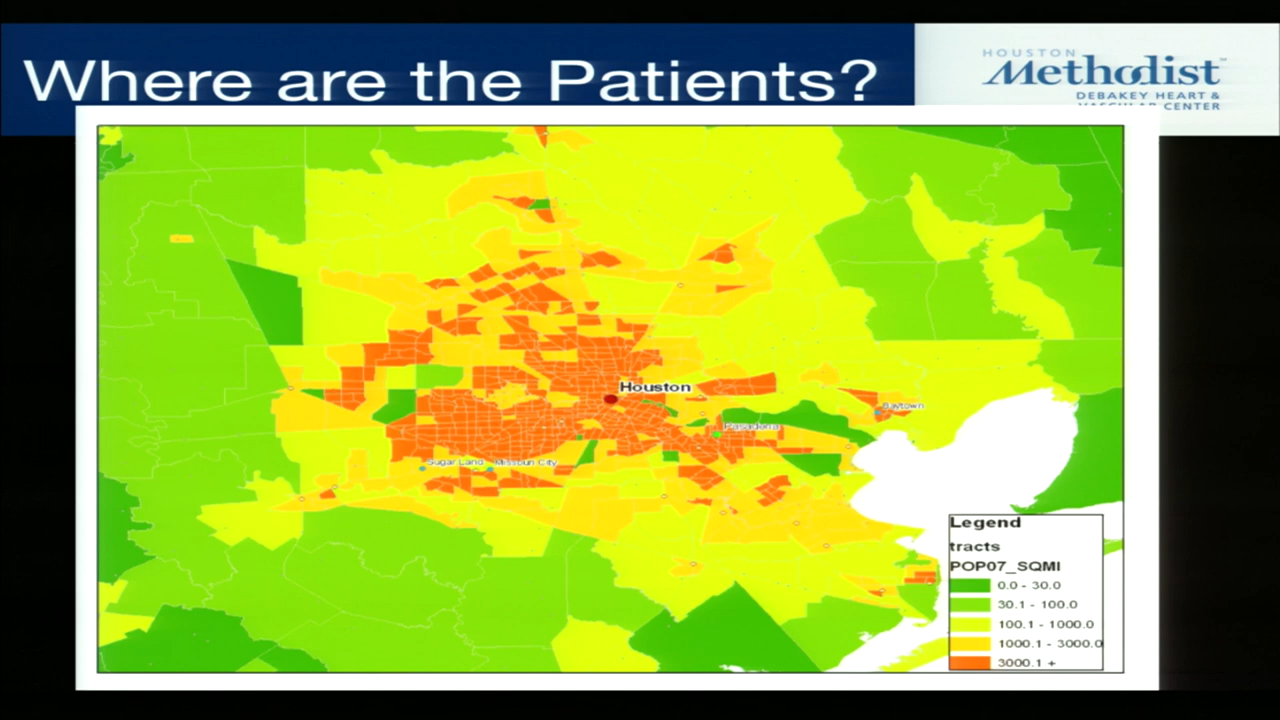 Where are the Patients?
HOUSTON
Methodist
DEBAKEY HEART &
VASCULAR CENTER
Houston
Baytown
Pasadena
Sugar Land
Missouri City
Legend
tracts
POP07_SQMI
0.0 - 30.0
30.1 - 100.0
100.1 - 1000.0
1000.1 - 3000.0
3000.1 +